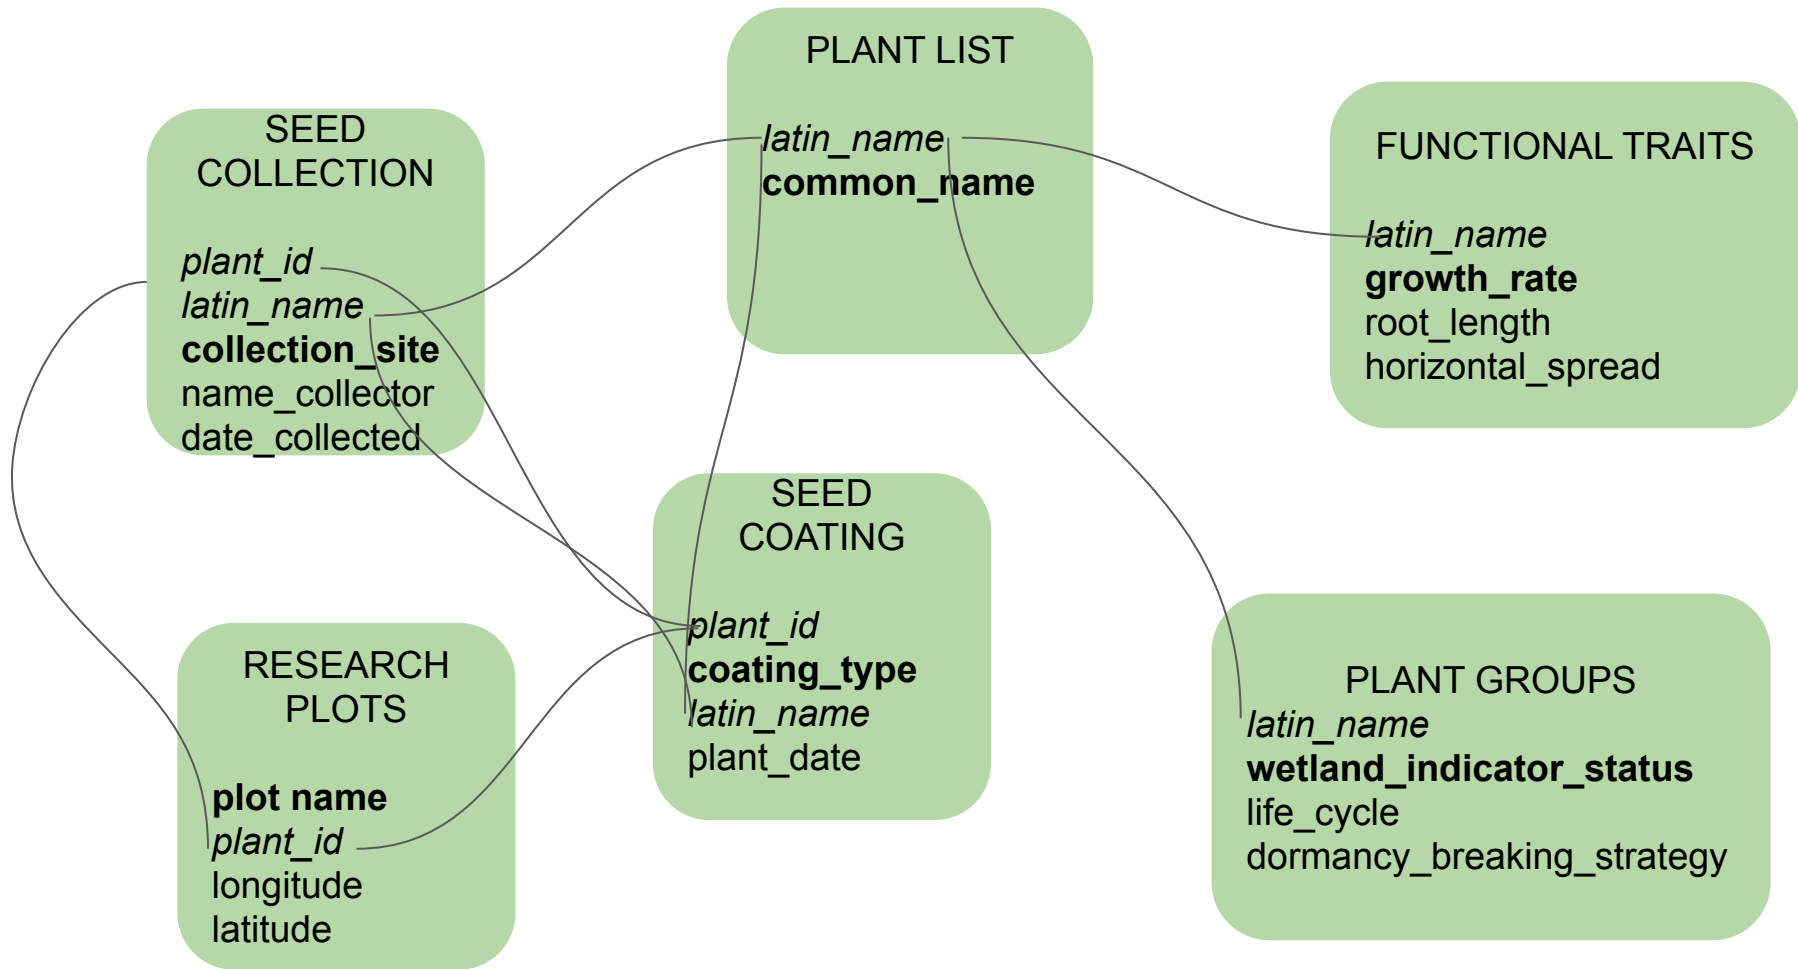 SEED
COLLECTION
plant_id
latin_name
collection_site
name_collector
date_collected
PLANT LIST
latin_name
common_name
FUNCTIONAL TRAITS
latin_name
growth_rate
root_length
horizontal_spread
RESEARCH
PLOTS
plot name
plant_id
longitude
latitude
SEED
COATING
plant_id
coating_type
latin_name
plant_date
PLANT GROUPS
latin_name
wetland_indicator_status
life_cycle
dormancy_breaking_strategy